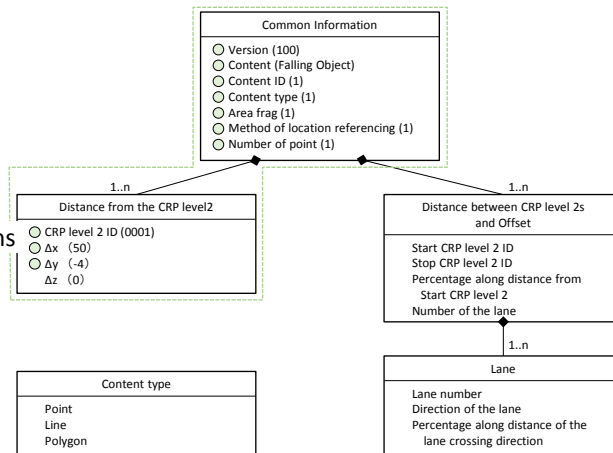 Common Information
Version (100)
Content (Falling Object)
Content ID (1)
Content type (1)
Area frag (1)
Method of location referencing (1)
Number of point (1)
1..n
1..n
Distance from the CRP level2
CRP level 2 ID (0001)
Δx （50）
Δy （-4）
Δz （0）
ns
Distance between CRP level 2s
and Offset
Start CRP level 2 ID
Stop CRP level 2 ID
Percentage along distance from
Start CRP level 2
Number of the lane
1..n
Content type
Point
Line
Polygon
Lane
Lane number
Direction of the lane
Percentage along distance of the
lane crossing direction